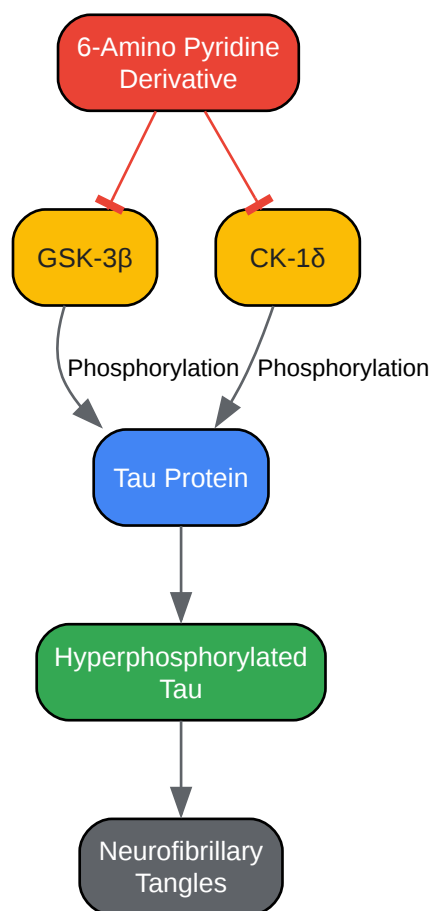 6-Amino Pyridine
Derivative
GSK-3β
CK-1δ
Phosphorylation
Phosphorylation
Tau Protein
Hyperphosphorylated
Tau
Neurofibrillary
Tangles